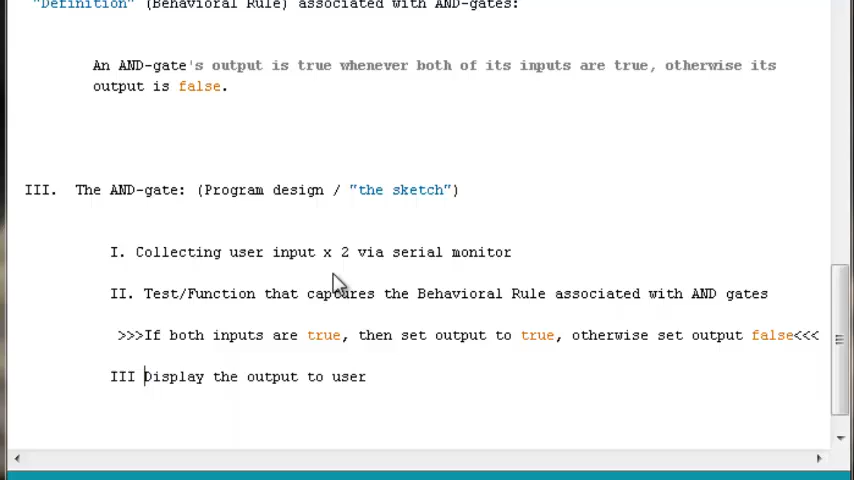 "Definition" (Behavioral Rule) associated with AND-gates:
An AND-gate's output is true whenever both of its inputs are true, otherwise its
output is false.
III. The AND-gate: (Program design / "the sketch")
I. Collecting user input x 2 via serial monitor
II. Test/Function that captures the Behavioral Rule associated with AND gates
>>>If both inputs are true, then set output to true, otherwise set output false<<<
III Display the output to user